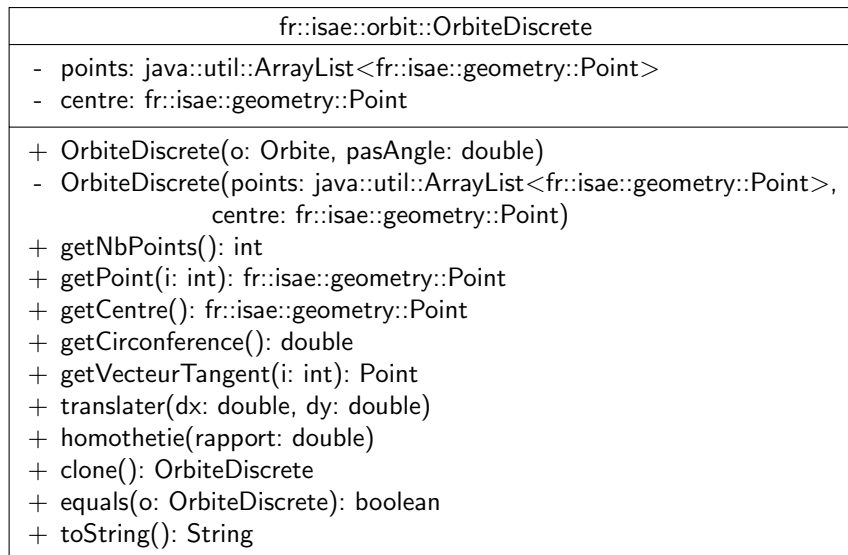 fr::isae::orbit::OrbiteDiscrete
- points: java::util::ArrayList<fr::isae::geometry::Point>
- centre: fr::isae::geometry::Point
+ OrbiteDiscrete(o: Orbite, pasAngle: double)
- OrbiteDiscrete(points: java::util::ArrayList<fr::isae::geometry::Point>,
centre: fr::isae::geometry::Point)
+ getNbPoints(): int
+ getPoint(i: int): fr::isae::geometry::Point
+ getCentre(): fr::isae::geometry::Point
+ getCirconference(): double
+ getVecteurTangent(i: int): Point
+ translater(dx: double, dy: double)
+ homothetie(rapport: double)
+ clone(): OrbiteDiscrete
+ equals(o: OrbiteDiscrete): boolean
+ toString(): String